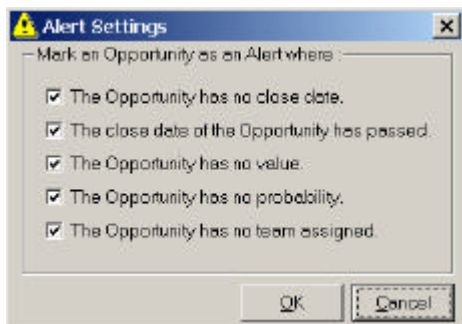 Alert Settings
Mark an Opportunity as an Alert where :
The Opportunity has no close date.
The close date of the Opportunity has passed.
The Opportunity has no value.
The Opportunity has no probability.
The Opportunity has no team assigned.
OK
Cancel